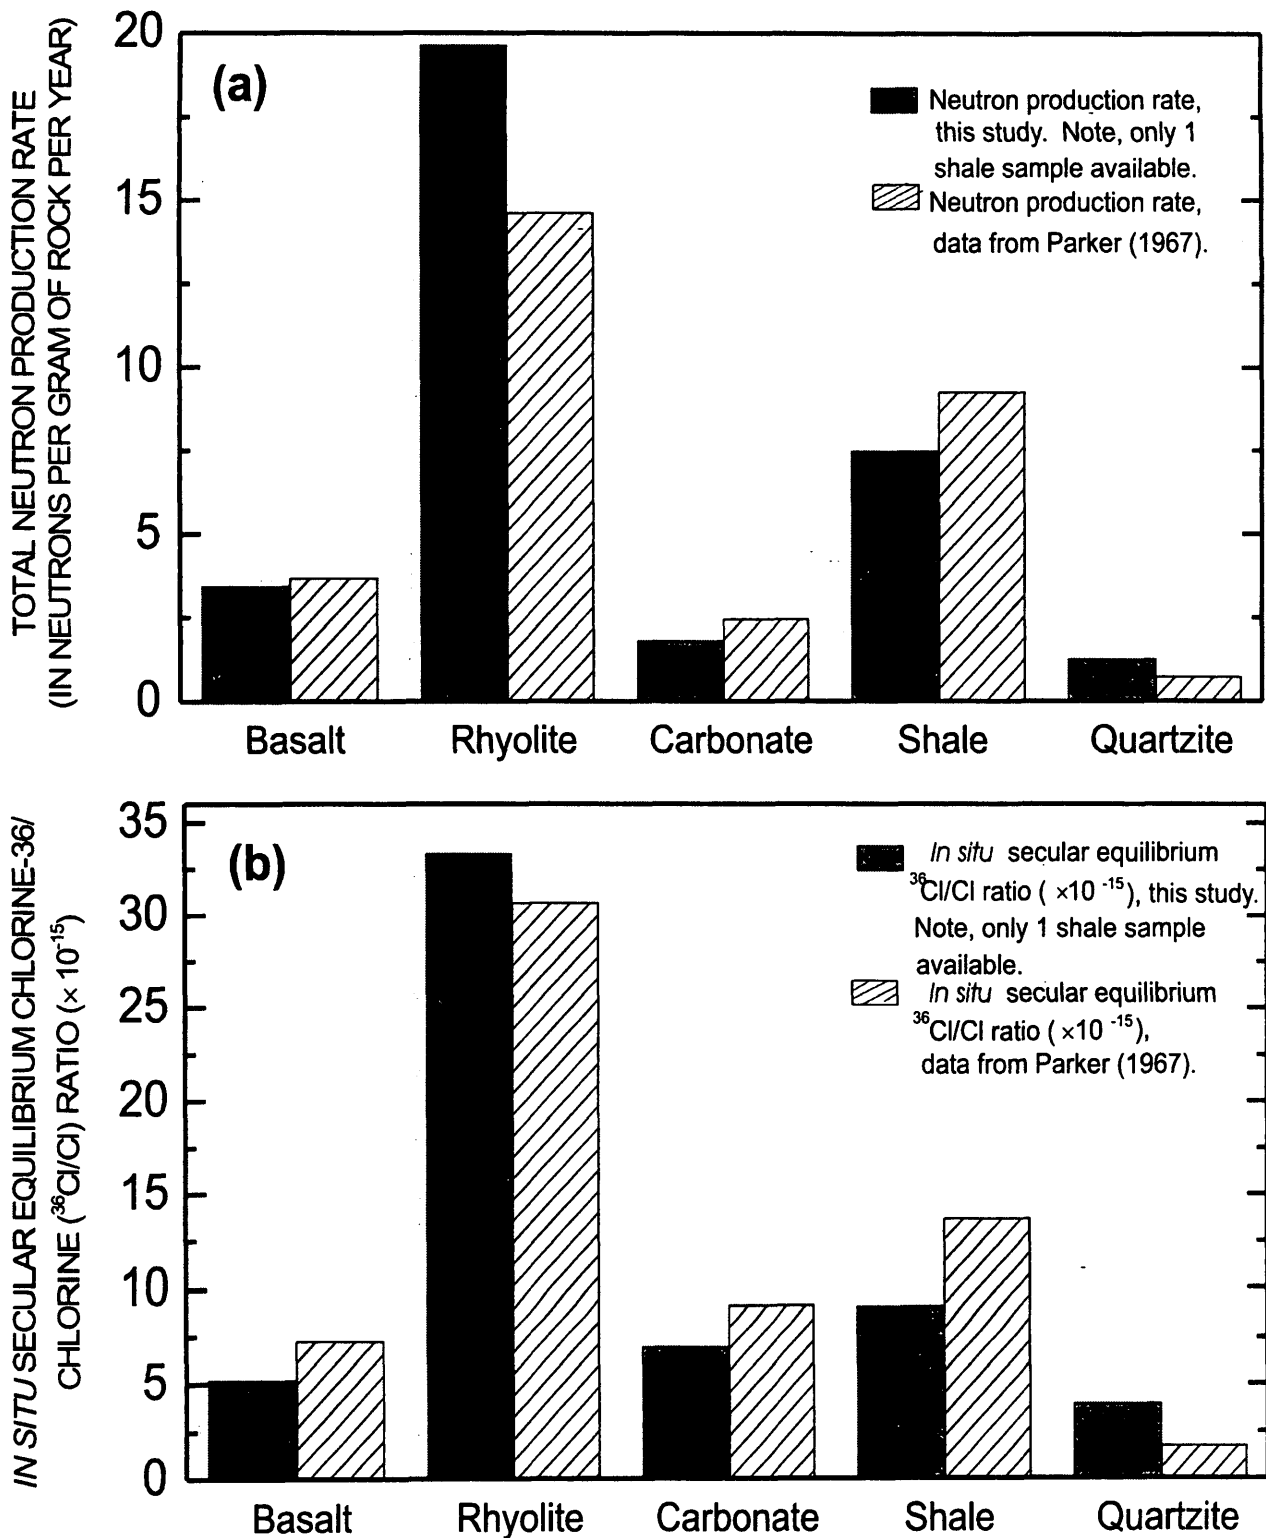 TOTAL NEUTRON PRODUCTION RATE
(IN NEUTRONS PER GRAM OF ROCK PER YEAR)
20
15
10
5
0
(a)
Neutron production rate,
this study. Note, only 1
shale sample available.
Neutron production rate,
data from Parker (1967).
Basalt
Rhyolite
Carbonate
Shale
Quartzite
IN SITU SECULAR EQUILIBRIUM CHLORINE-36/
CHLORINE (³⁶Cl/Cl) RATIO (× 10⁻¹⁵)
35
30
25
20
15
10
5
0
(b)
In situ secular equilibrium
³⁶Cl/Cl ratio ( ×10 ⁻¹⁵), this study.
Note, only 1 shale sample
available.
In situ secular equilibrium
³⁶Cl/Cl ratio ( ×10 ⁻¹⁵),
data from Parker (1967).
Basalt
Rhyolite
Carbonate
Shale
Quartzite